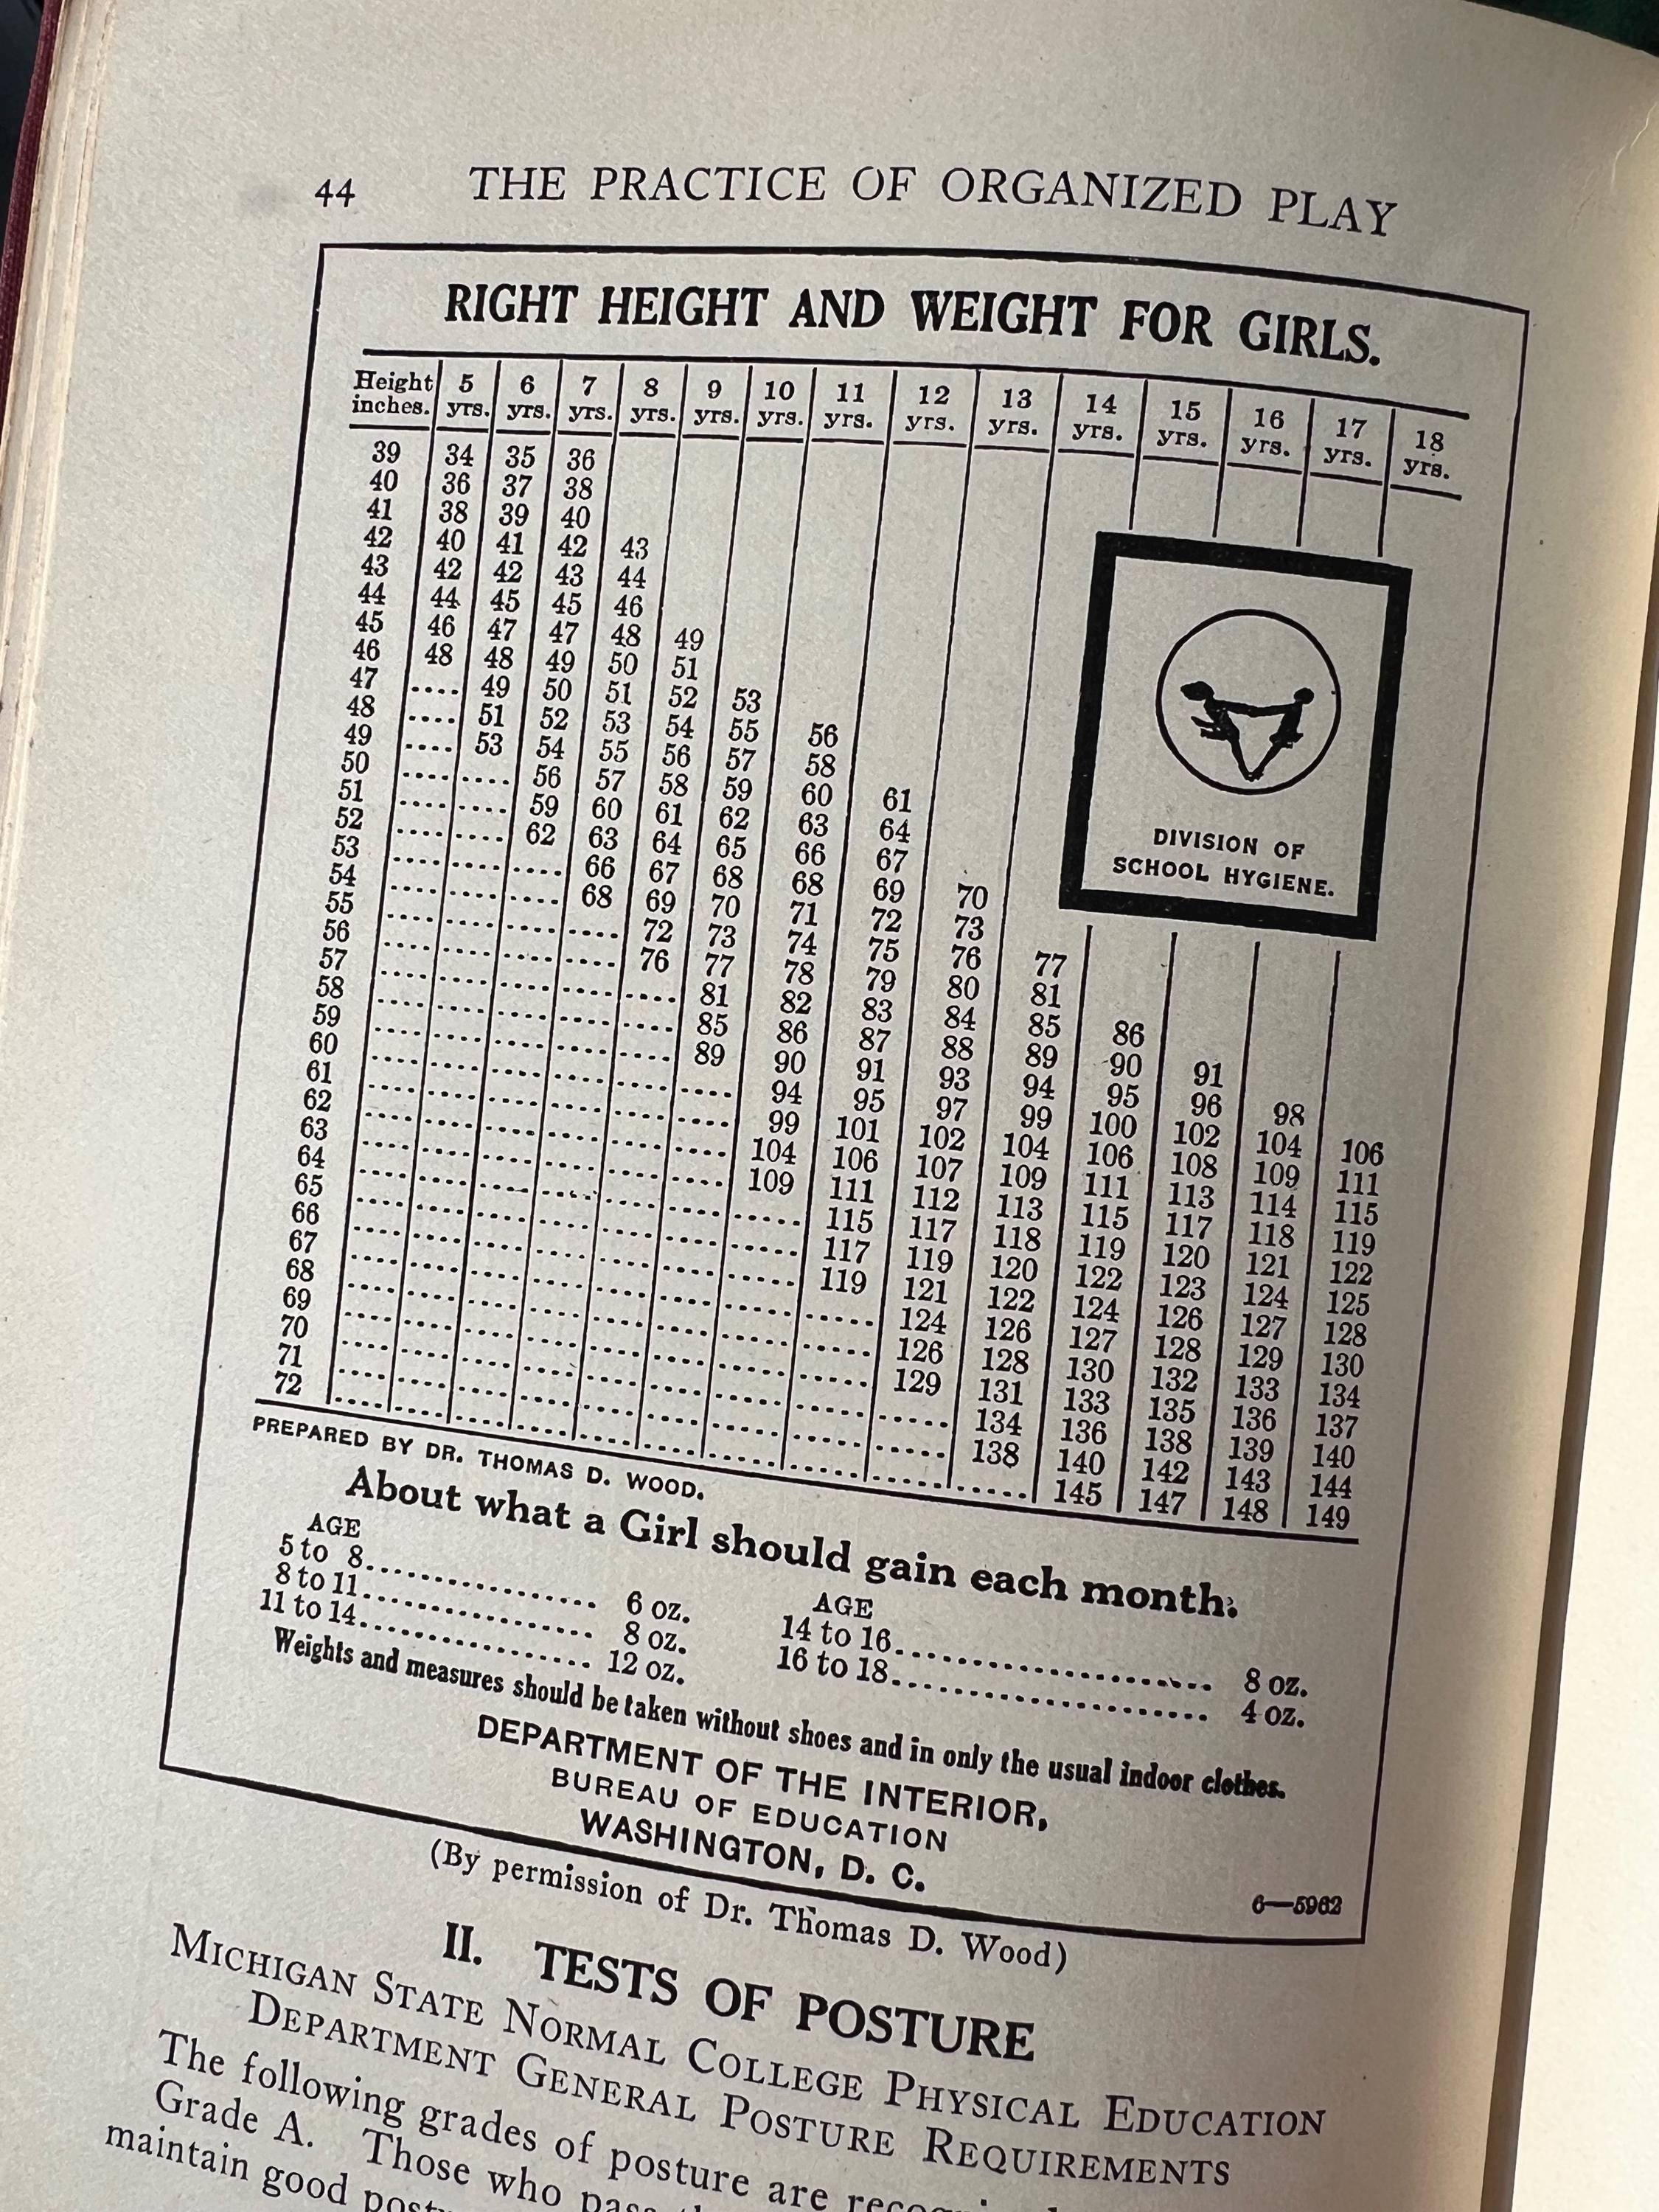 44 THE PRACTICE OF ORGANIZED PLAY
RIGHT HEIGHT AND WEIGHT FOR GIRLS.
Height inches. 5 yrs. 6 yrs. 7 yrs. 8 yrs. 9 yrs. 10 yrs. 11 yrs. 12 yrs. 13 yrs. 14 yrs. 15 yrs. 16 yrs. 17 yrs. 18 yrs.
39 34 35 36
40 36 37 38
41 38 39 40
42 40 41 42 43
43 42 42 43 44
44 44 45 45 46
45 46 47 47 48 49
46 48 48 49 50 51
47 .... 49 50 51 52 53
48 .... 51 52 53 54 55 56
49 .... 53 54 55 56 57 58
50 .... .... 56 57 58 59 60 61
51 .... .... 59 60 61 62 63 64
52 .... .... 62 63 64 65 66 67
53 .... .... .... 66 67 68 68 69 70
54 .... .... .... 68 69 70 71 72 73
55 .... .... .... .... 72 73 74 75 76 77
56 .... .... .... .... 76 77 78 79 80 81
57 .... .... .... .... .... 81 82 83 84 85 86
58 .... .... .... .... .... 85 86 87 88 89 90 91
59 .... .... .... .... .... 89 90 91 93 94 95 96 98
60 .... .... .... .... .... .... 94 95 97 99 100 102 104 106
61 .... .... .... .... .... .... 99 101 102 104 106 108 109 111
62 .... .... .... .... .... .... 104 106 107 109 111 113 114 115
63 .... .... .... .... .... .... 109 111 112 113 115 117 118 119
64 .... .... .... .... .... .... .... 115 117 118 119 120 121 122
65 .... .... .... .... .... .... .... 117 119 120 122 123 124 125
66 .... .... .... .... .... .... .... 119 121 122 124 126 127 128
67 .... .... .... .... .... .... .... .... 124 126 127 128 129 130
68 .... .... .... .... .... .... .... .... 126 128 130 132 133 134
69 .... .... .... .... .... .... .... .... 129 131 133 135 136 137
70 .... .... .... .... .... .... .... .... .... 134 136 138 139 140
71 .... .... .... .... .... .... .... .... .... 138 140 142 143 144
72 .... .... .... .... .... .... .... .... .... .... 145 147 148 149
DIVISION OF
SCHOOL HYGIENE.
PREPARED BY DR. THOMAS D. WOOD.
About what a Girl should gain each month.
AGE
5 to 8 .................... 6 oz.
8 to 11 .................... 8 oz.
11 to 14 .................... 12 oz.
AGE
14 to 16 .................... 8 oz.
16 to 18 .................... 4 oz.
Weights and measures should be taken without shoes and in only the usual indoor clothes.
DEPARTMENT OF THE INTERIOR,
BUREAU OF EDUCATION
WASHINGTON, D. C.
6—5962
(By permission of Dr. Thomas D. Wood)
II. TESTS OF POSTURE
MICHIGAN STATE NORMAL COLLEGE PHYSICAL EDUCATION
DEPARTMENT GENERAL POSTURE REQUIREMENTS
The following grades of posture are
Grade A. Those who pass
maintain good